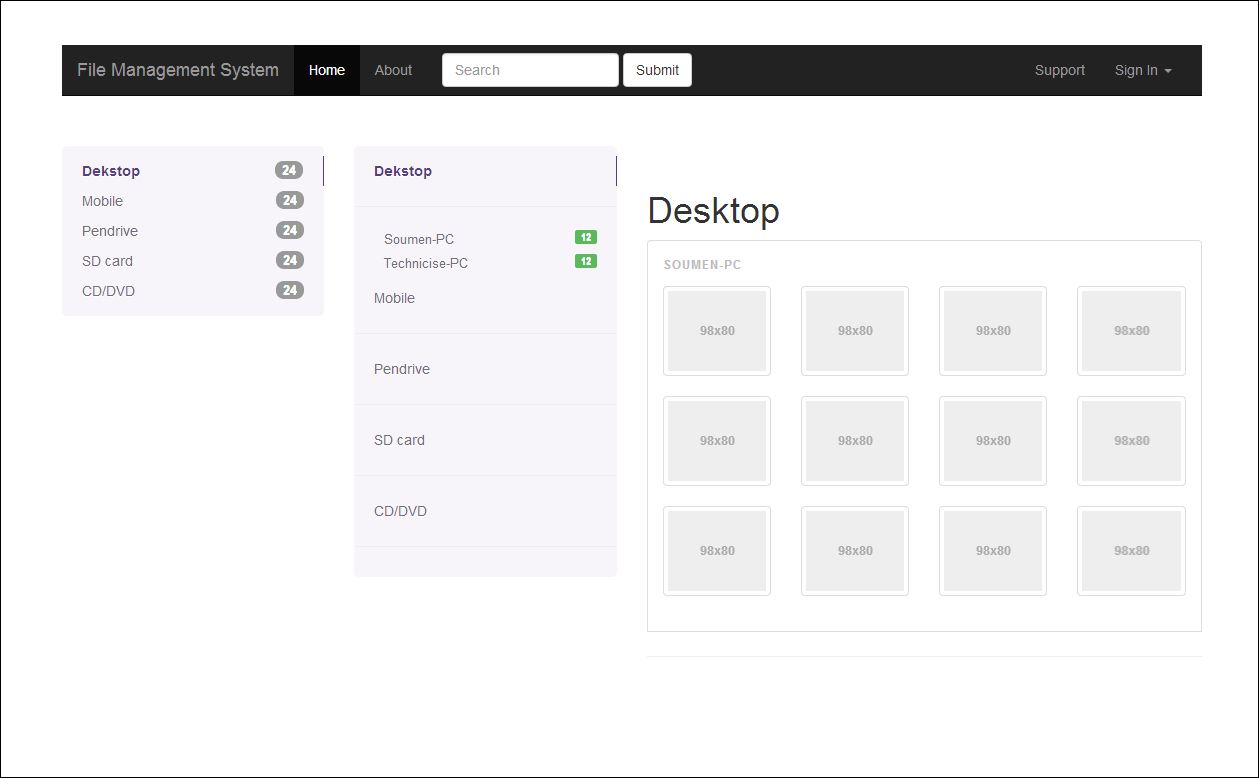 File Management System Home About Search Submit Support Sign In
Dekstop 24
Mobile 24
Pendrive 24
SD card 24
CD/DVD 24
Dekstop
Soumen-PC 12
Technicise-PC 12
Mobile
Pendrive
SD card
CD/DVD
Desktop
SOUMEN-PC
98x80 98x80 98x80 98x80
98x80 98x80 98x80 98x80
98x80 98x80 98x80 98x80